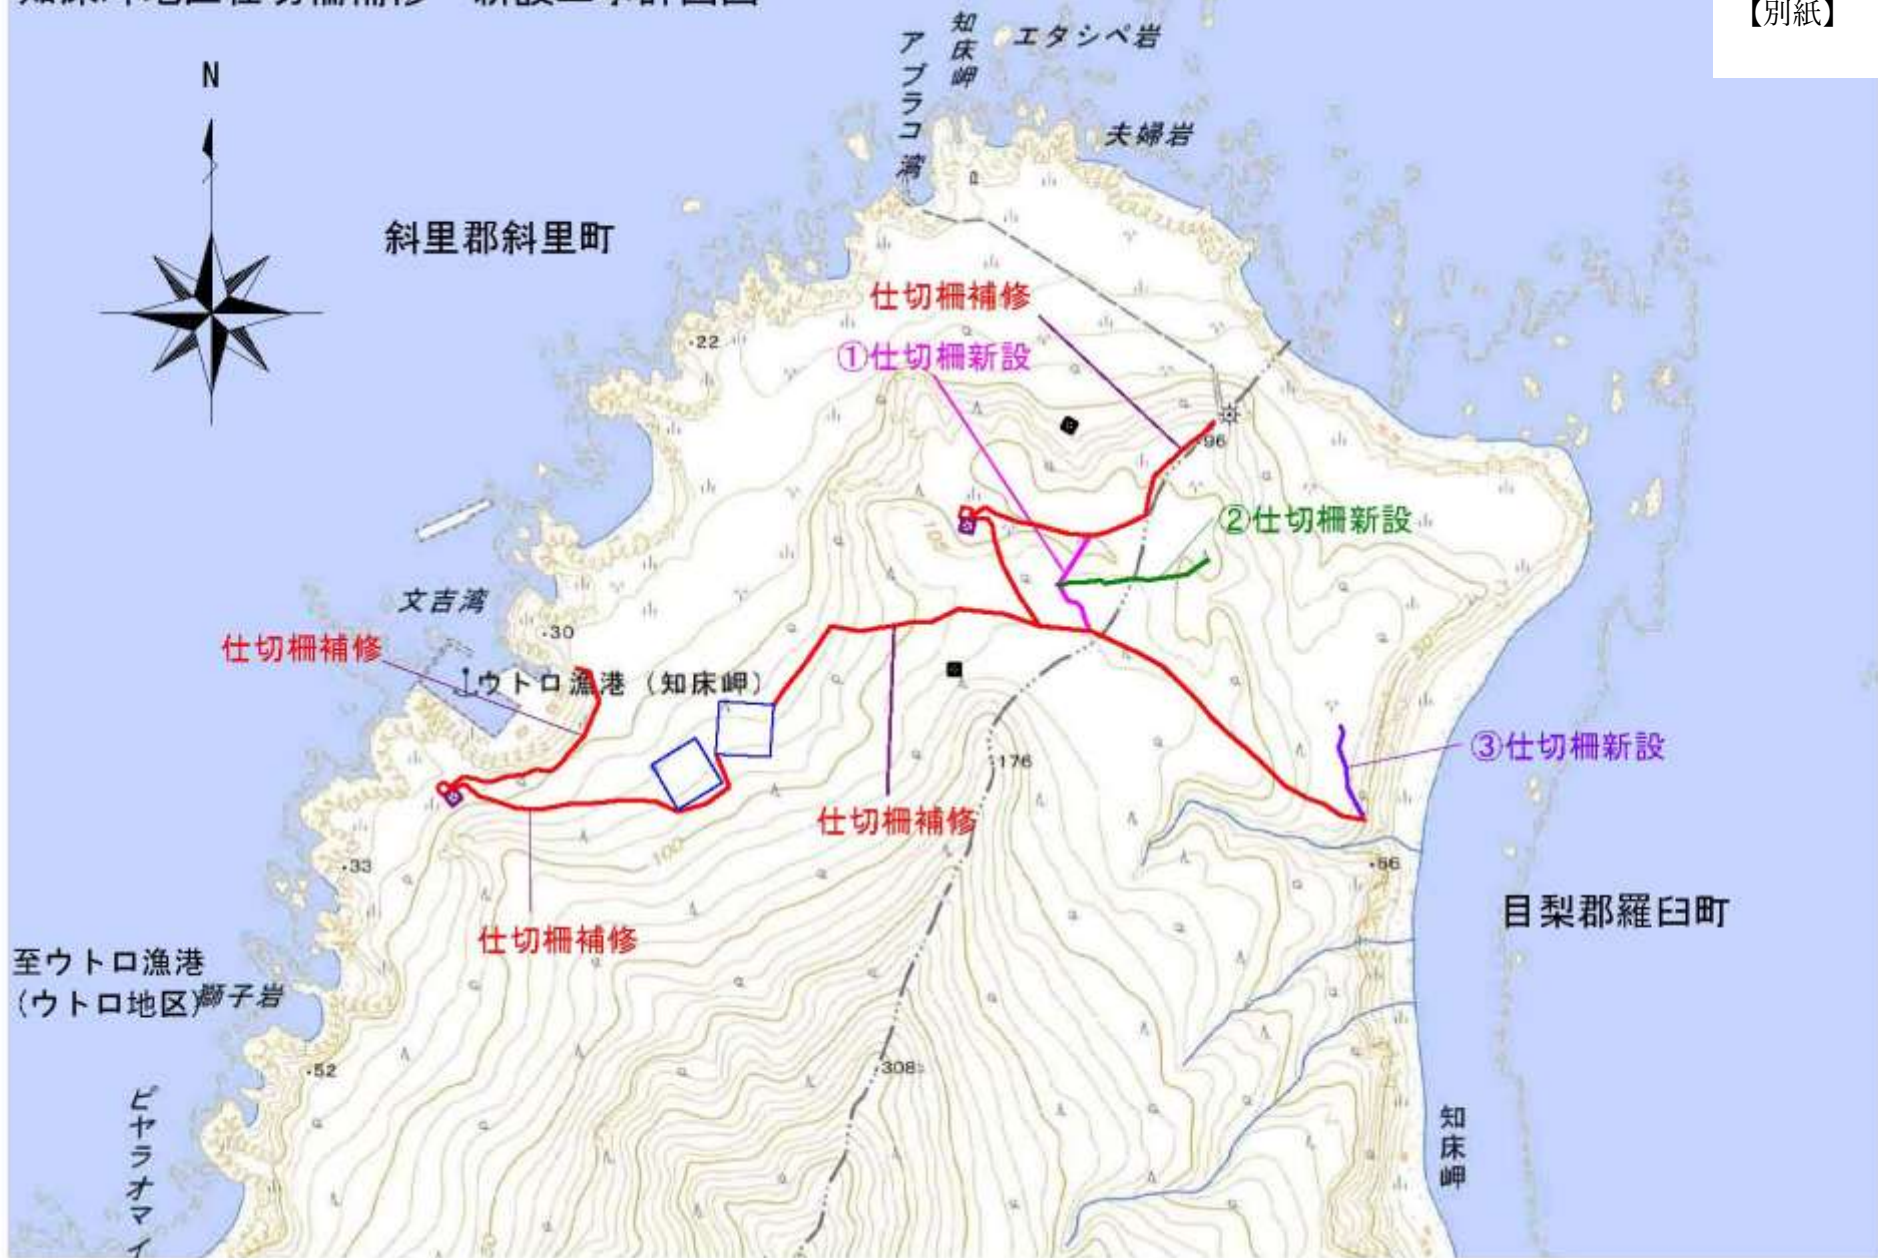 【別紙】
N
知床岬
エタシペ岩
アブラコ湾
夫婦岩
斜里郡斜里町
仕切柵補修
22
①仕切柵新設
96
②仕切柵新設
文吉湾
30
仕切柵補修
ウトロ漁港（知床岬）
③仕切柵新設
176
仕切柵補修
100
33
66
目梨郡羅臼町
仕切柵補修
至ウトロ漁港
（ウトロ地区）
獅子岩
52
308
ピヤラオマイ
知床岬